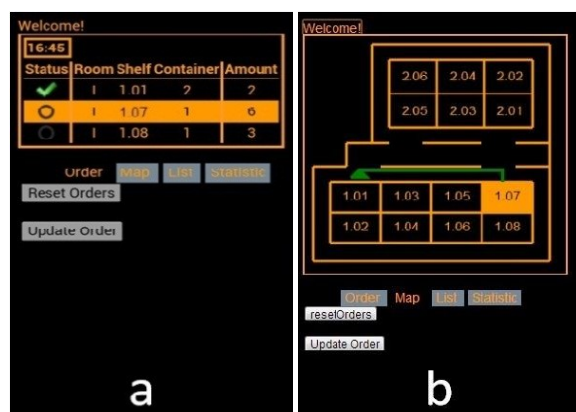 Welcome!
16:45
Status Room Shelf Container Amount
I 1.01 2 2
I 1.07 1 6
I 1.08 1 3
Order Map List Statistic
Reset Orders
Update Order
a
Welcome!
2.06 2.04 2.02
2.05 2.03 2.01
1.01 1.03 1.05 1.07
1.02 1.04 1.06 1.08
Order Map List Statistic
resetOrders
Update Order
b